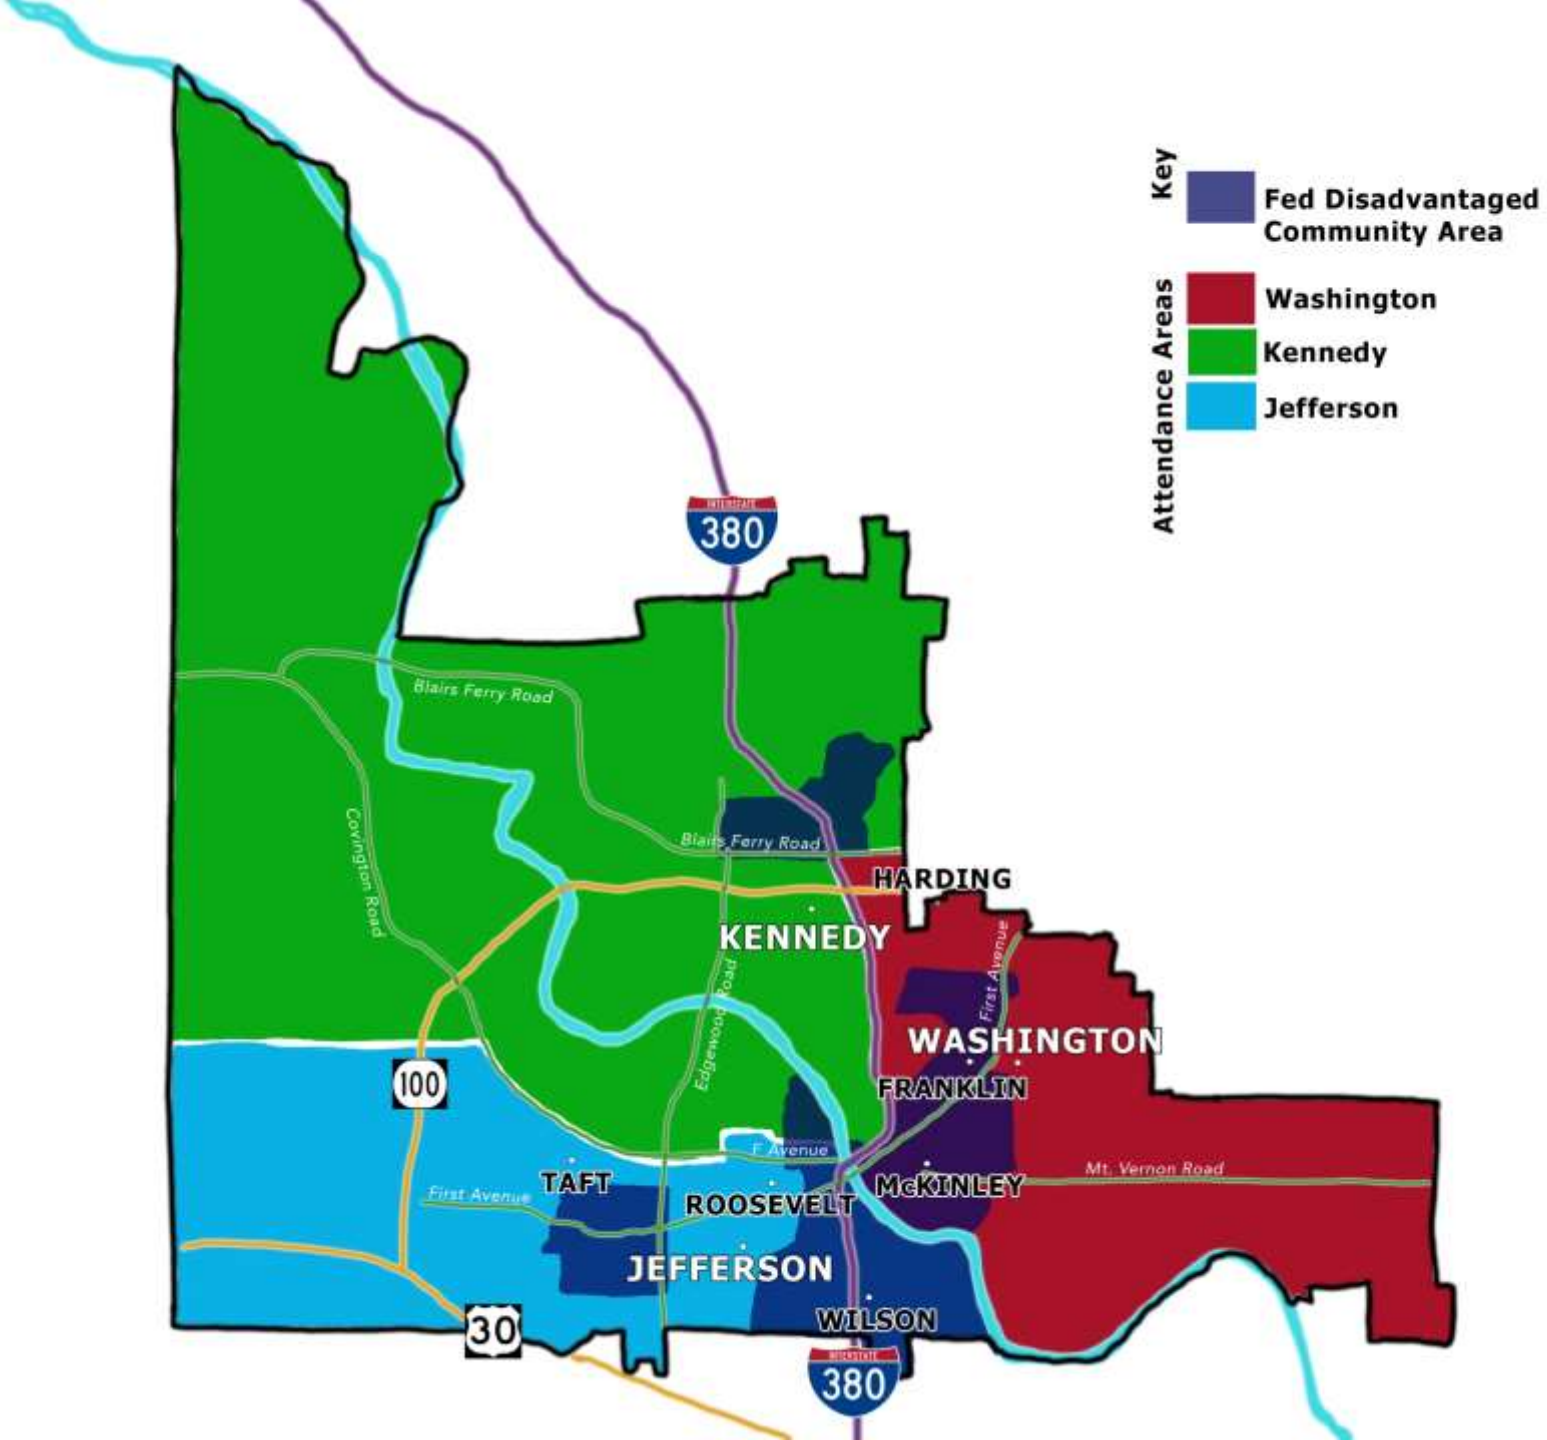 Key
Fed Disadvantaged
Community Area
Attendance Areas
Washington
Kennedy
Jefferson
INTERSTATE
380
Blairs Ferry Road
Covington Road
Blairs Ferry Road
HARDING
KENNEDY
First Avenue
Edgewood Road
WASHINGTON
100
FRANKLIN
F Avenue
Mt. Vernon Road
TAFT
McKINLEY
First Avenue
ROOSEVELT
JEFFERSON
WILSON
30
INTERSTATE
380